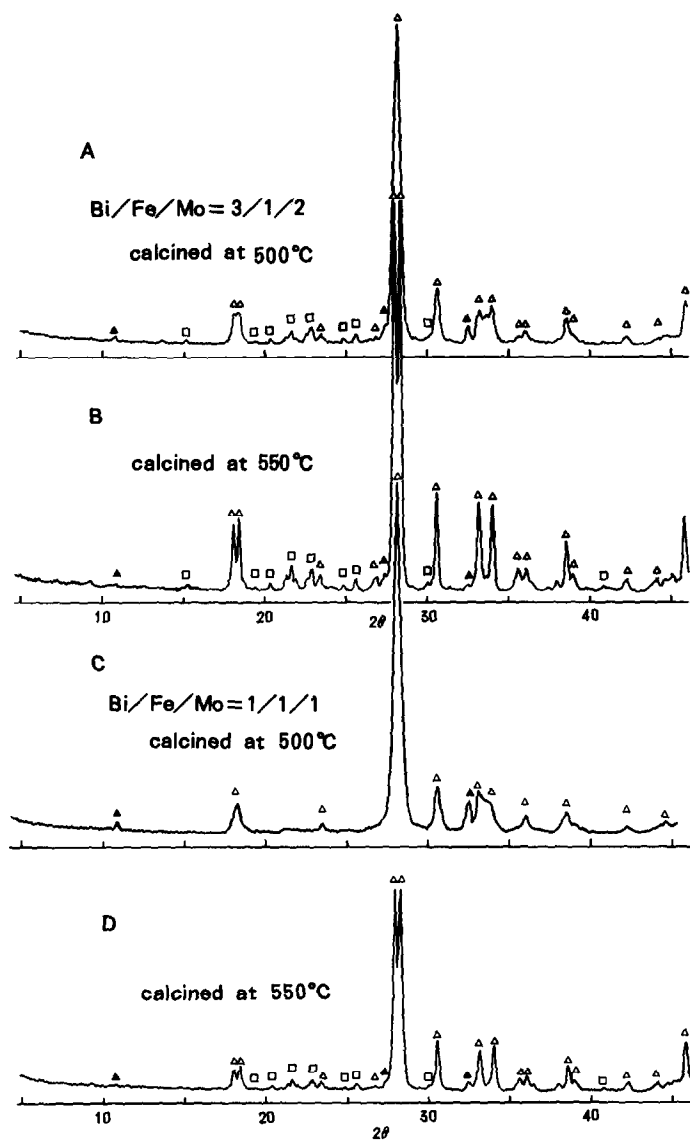 A
Bi/Fe/Mo=3/1/2
calcined at 500°C
B
calcined at 550°C
10 20 2θ 30 40
C
Bi/Fe/Mo=1/1/1
calcined at 500°C
D
calcined at 550°C
10 20 30 40
2θ